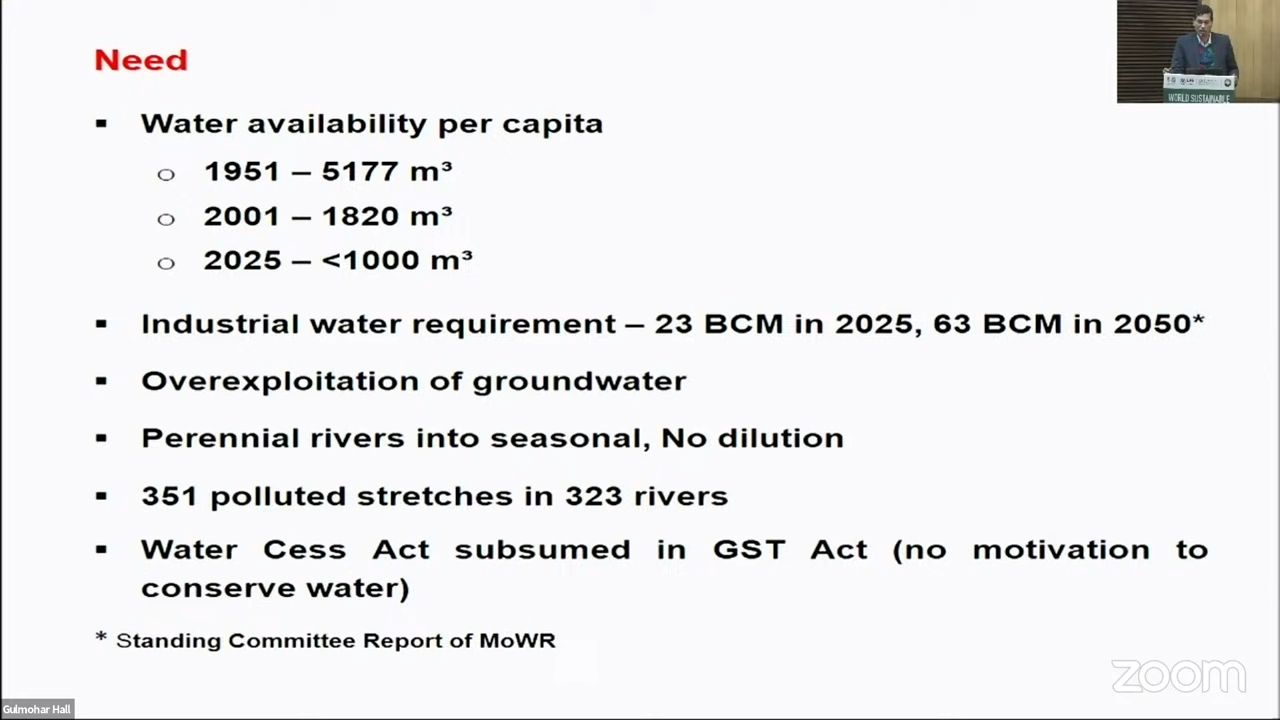 Need
▪ Water availability per capita
o 1951 – 5177 m³
o 2001 – 1820 m³
o 2025 – <1000 m³
▪ Industrial water requirement – 23 BCM in 2025, 63 BCM in 2050*
▪ Overexploitation of groundwater
▪ Perennial rivers into seasonal, No dilution
▪ 351 polluted stretches in 323 rivers
▪ Water Cess Act subsumed in GST Act (no motivation to
conserve water)
* Standing Committee Report of MoWR
WORLD SUSTAINABLE
zoom
Gulmohar Hall